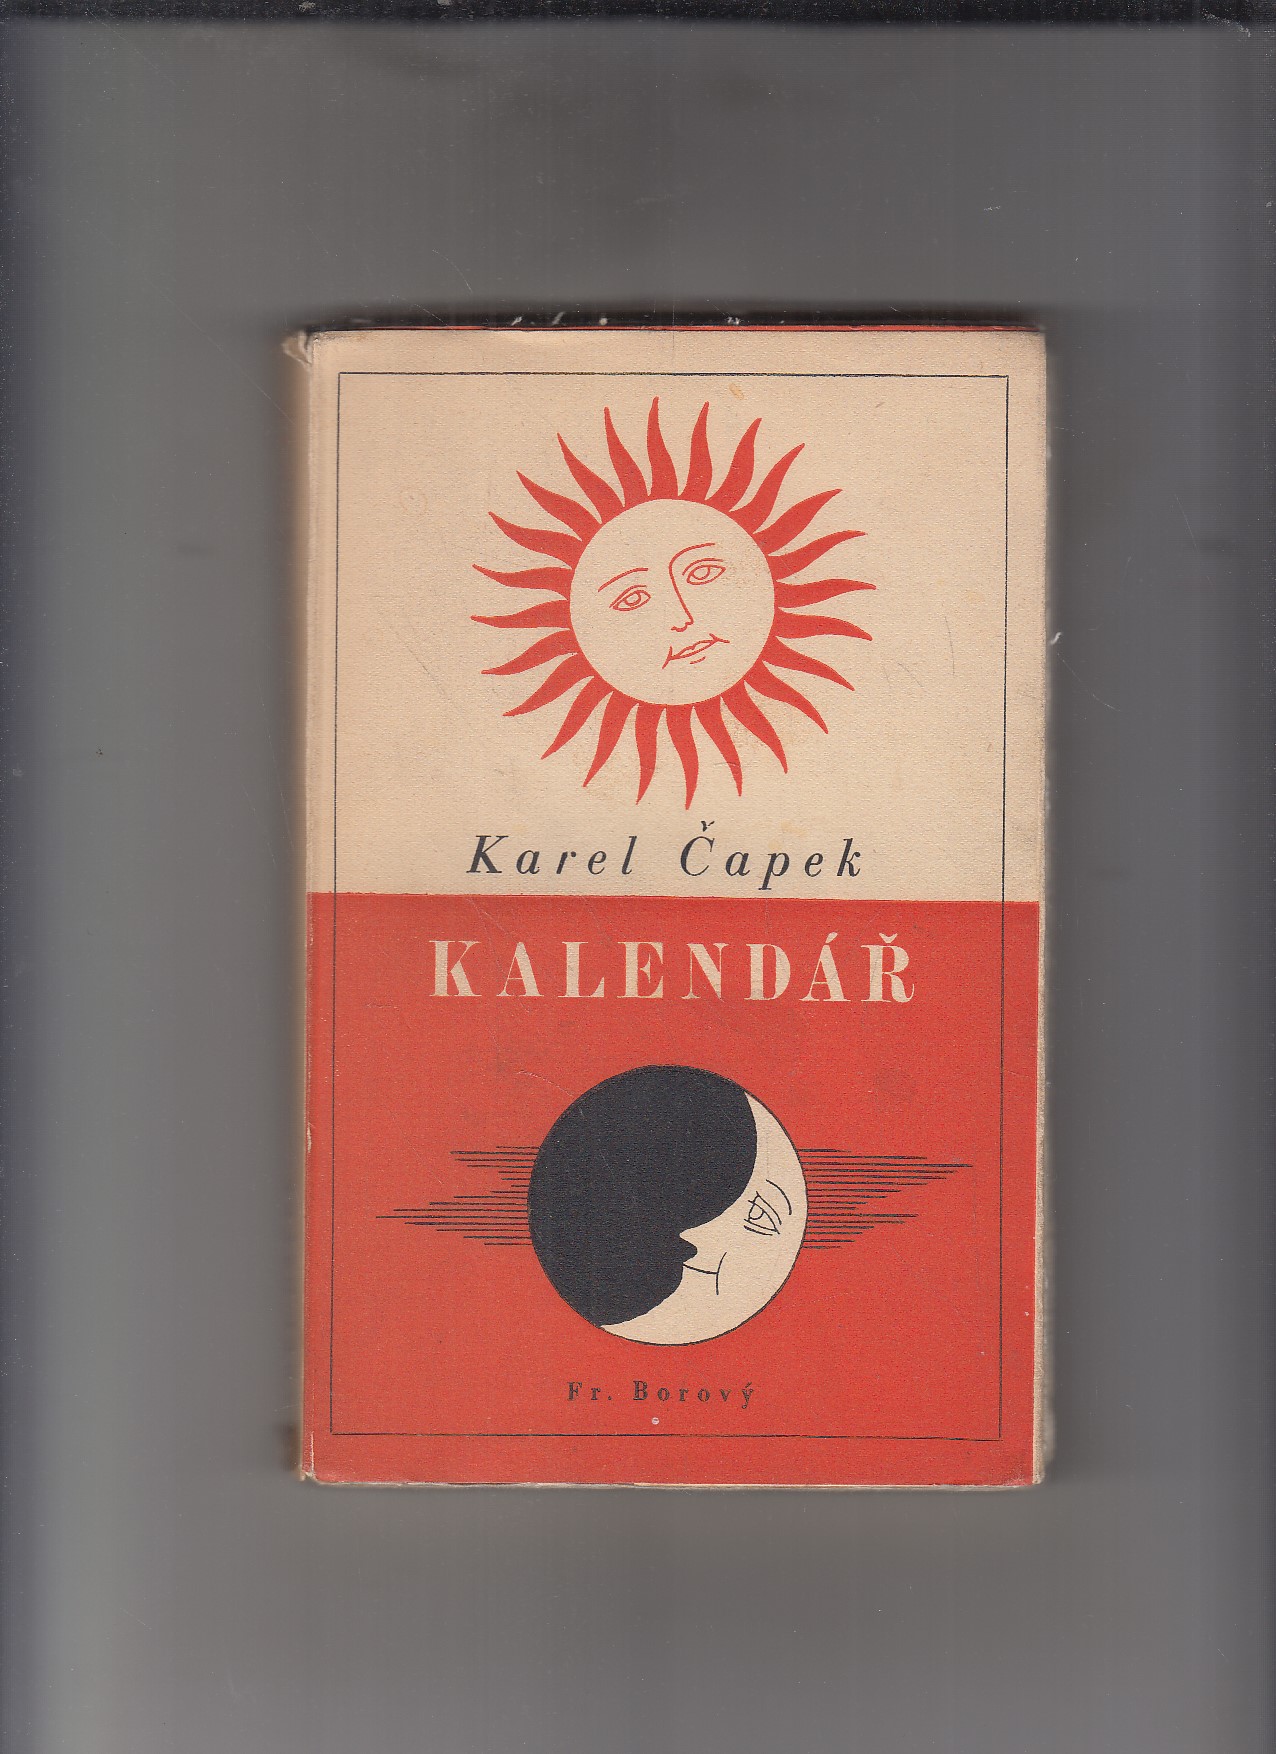 Karel Čapek
KALENDÁŘ
Fr. Borový